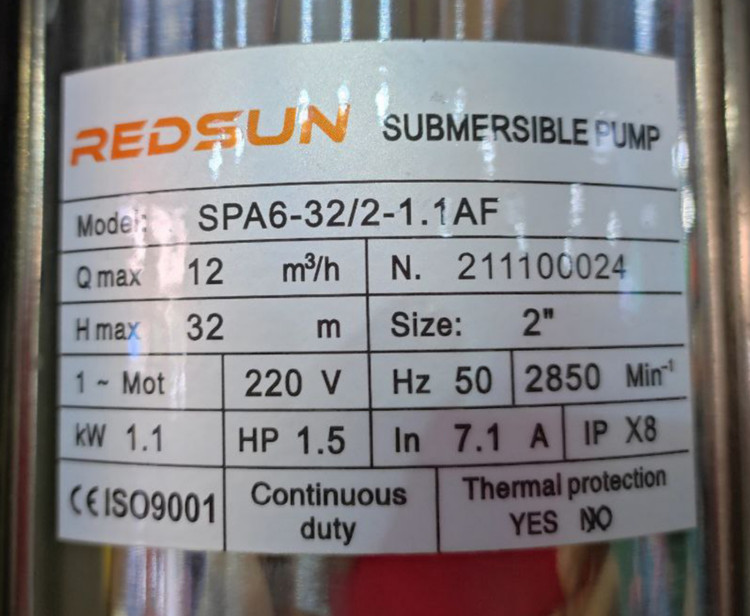 REDSUN SUBMERSIBLE PUMP
Model: SPA6-32/2-1.1AF
Q max 12 m³/h N. 211100024
H max 32 m Size: 2"
1 ~ Mot 220 V Hz 50 2850 Min⁻¹
kW 1.1 HP 1.5 In 7.1 A IP X8
CE ISO9001 Continuous duty Thermal protection
YES NO